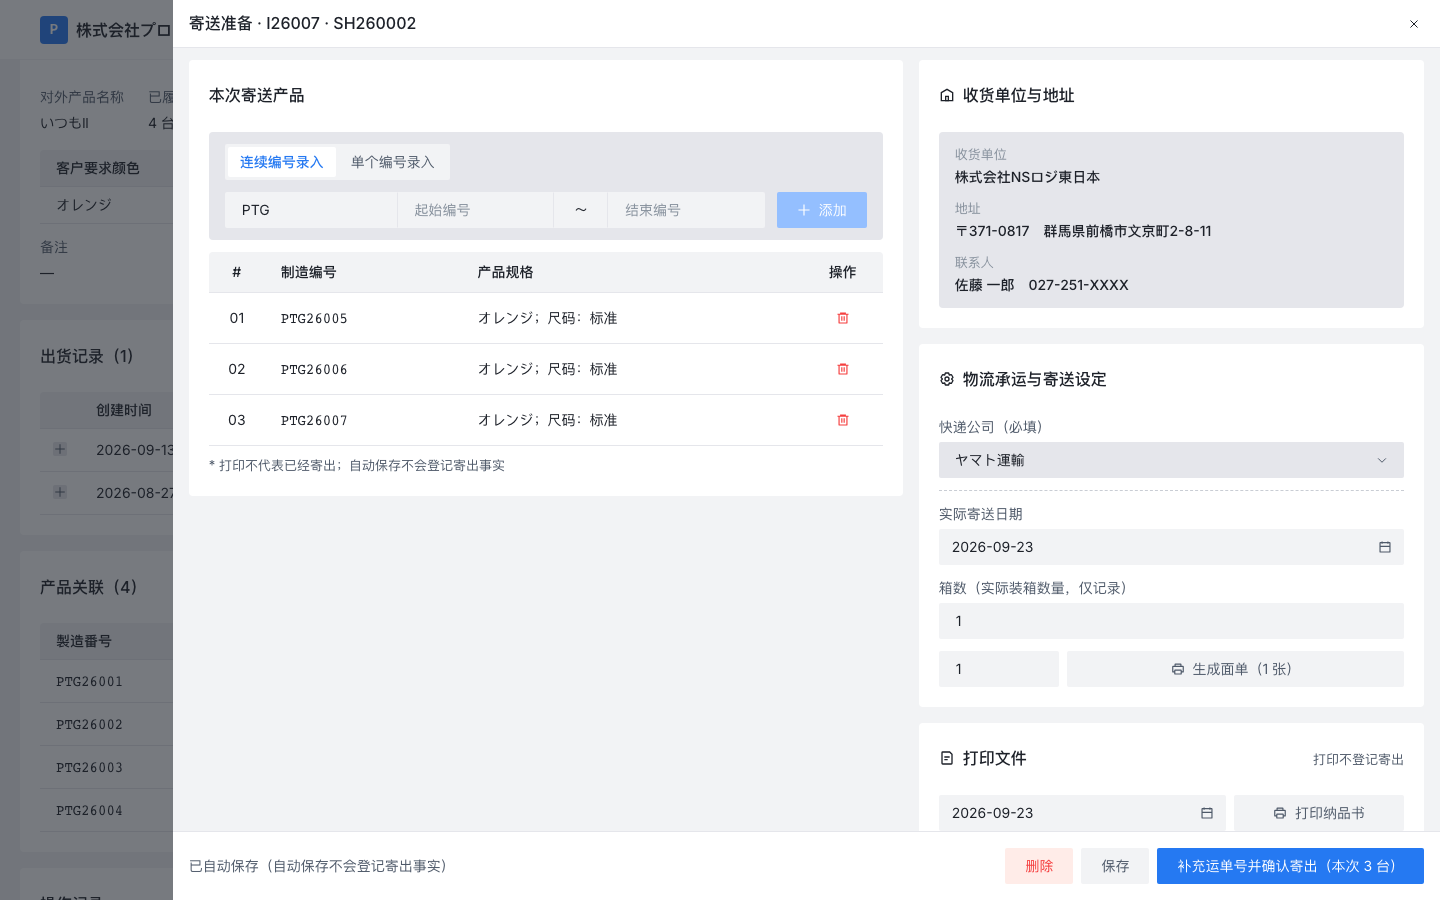 寄送准备 · I26007 · SH260002
P 株式会社プロ
对外产品名称
已履
いつもII
4 台
客户要求颜色
オレンジ
备注
—
出货记录（1）
创建时间
2026-09-13
2026-08-27
产品关联（4）
製造番号
PTG26001
PTG26002
PTG26003
PTG26004
本次寄送产品
连续编号录入 单个编号录入
PTG 起始编号 ～ 结束编号 添加
# 制造编号 产品规格 操作
01 PTG26005 オレンジ；尺码：标准
02 PTG26006 オレンジ；尺码：标准
03 PTG26007 オレンジ；尺码：标准
* 打印不代表已经寄出；自动保存不会登记寄出事实
收货单位与地址
收货单位
株式会社NSロジ東日本
地址
〒371-0817　群馬県前橋市文京町2-8-11
联系人
佐藤 一郎　027-251-XXXX
物流承运与寄送设定
快递公司（必填）
ヤマト運輸
实际寄送日期
2026-09-23
箱数（实际装箱数量，仅记录）
1
1 生成面单（1 张）
打印文件 打印不登记寄出
2026-09-23 打印纳品书
已自动保存（自动保存不会登记寄出事实）
删除 保存 补充运单号并确认寄出（本次 3 台）